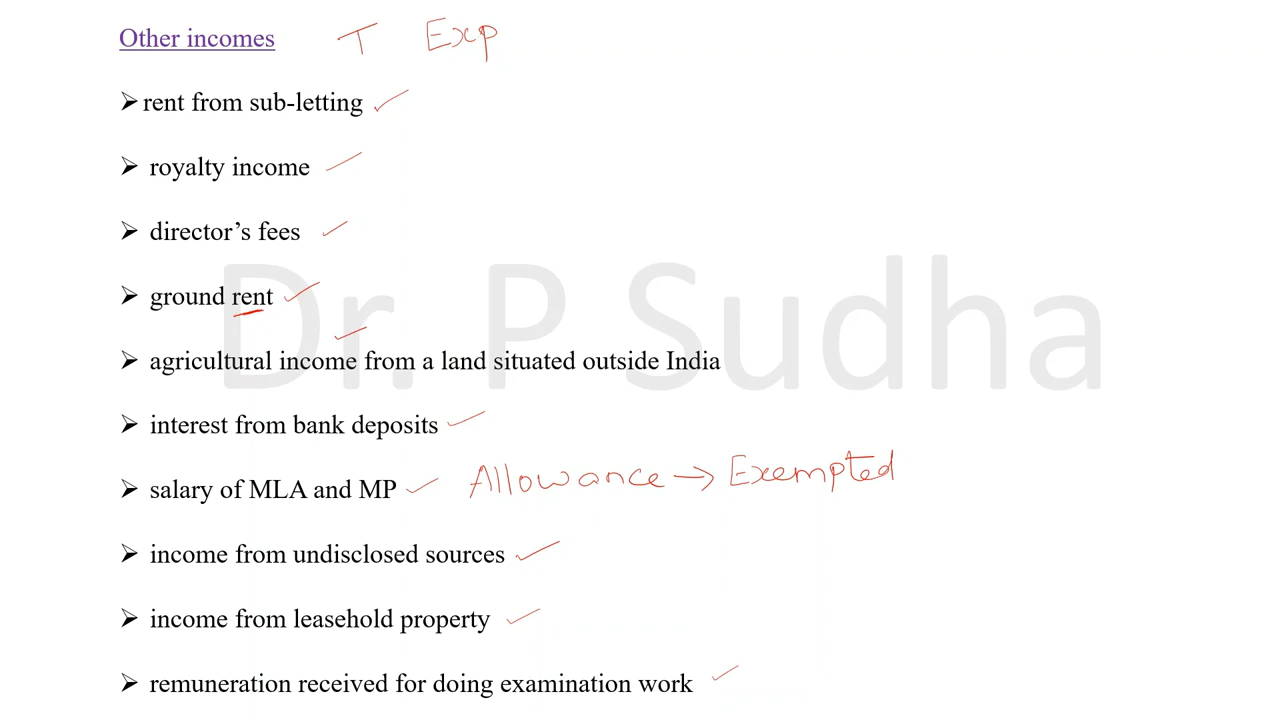 Other incomes T Exp
➢ rent from sub-letting ✓
➢ royalty income ✓
➢ director’s fees ✓
➢ ground rent ✓
➢ agricultural income from a land situated outside India ✓
➢ interest from bank deposits ✓
➢ salary of MLA and MP ✓ Allowance → Exempted
➢ income from undisclosed sources ✓
➢ income from leasehold property ✓
➢ remuneration received for doing examination work ✓
Dr. P Sudha